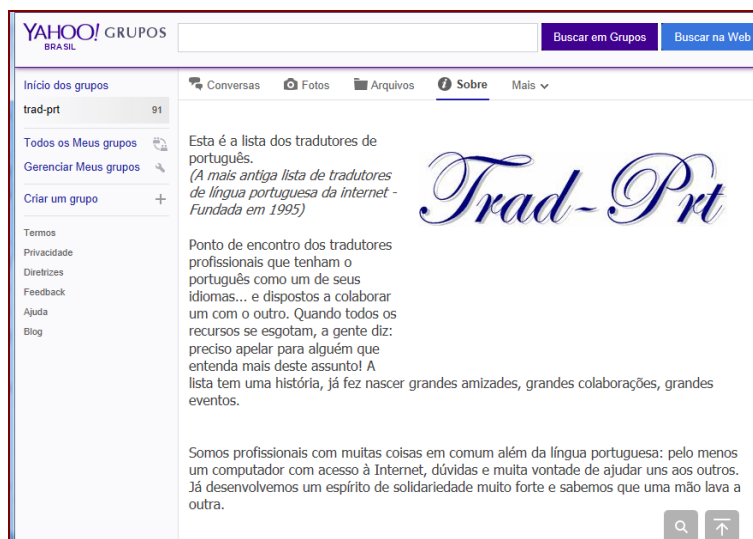 YAHOO! GRUPOS
BRASIL
Buscar em Grupos
Buscar na Web
Início dos grupos
trad-prt 91
Todos os Meus grupos
Gerenciar Meus grupos
Criar um grupo
Termos
Privacidade
Diretrizes
Feedback
Ajuda
Blog
Conversas Fotos Arquivos Sobre Mais
Esta é a lista dos tradutores de
português.
(A mais antiga lista de tradutores
de língua portuguesa da internet -
Fundada em 1995)
Trad-Prt
Ponto de encontro dos tradutores
profissionais que tenham o
português como um de seus
idiomas... e dispostos a colaborar
um com o outro. Quando todos os
recursos se esgotam, a gente diz:
preciso apelar para alguém que
entenda mais deste assunto! A
lista tem uma história, já fez nascer grandes amizades, grandes colaborações, grandes
eventos.
Somos profissionais com muitas coisas em comum além da língua portuguesa: pelo menos
um computador com acesso à Internet, dúvidas e muita vontade de ajudar uns aos outros.
Já desenvolvemos um espírito de solidariedade muito forte e sabemos que uma mão lava a
outra.